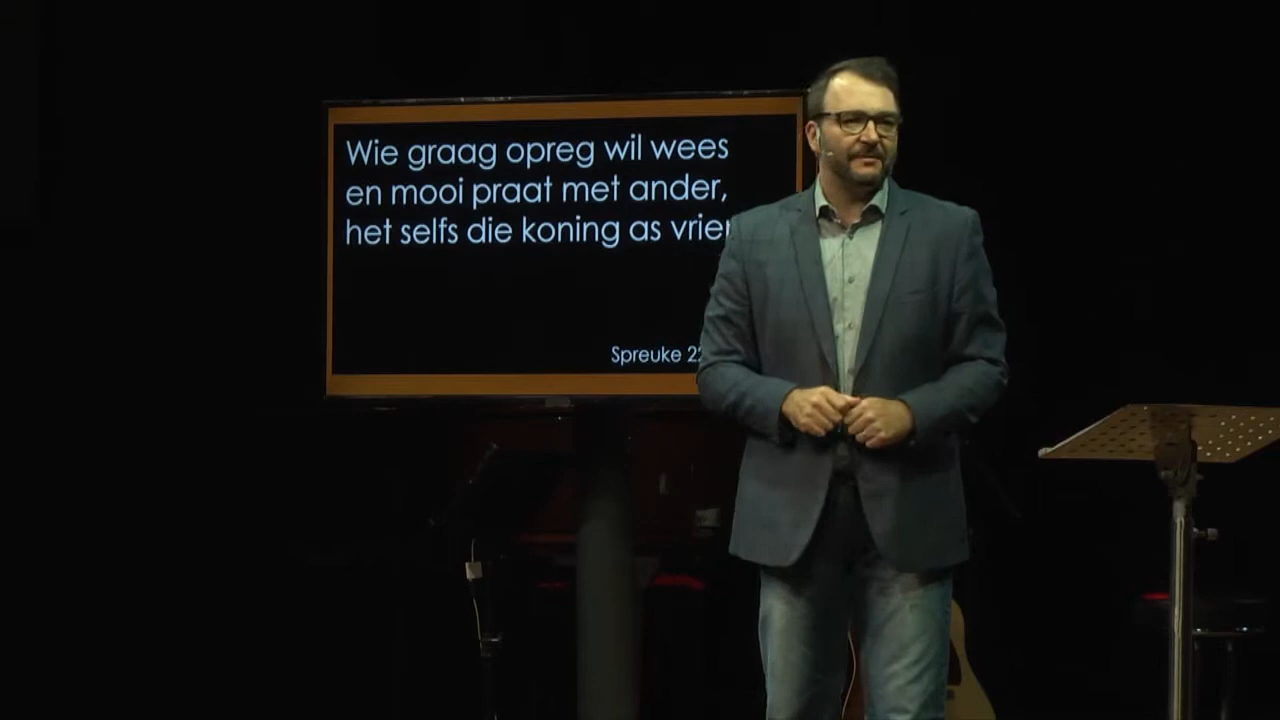 Wie graag opreg wil wees
en mooi praat met ander,
het selfs die koning as
Spreuke